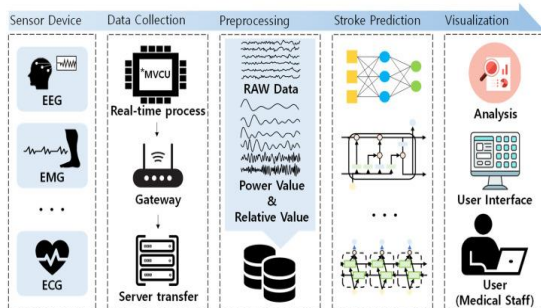 Sensor Device
Data Collection
Preprocessing
Stroke Prediction
Visualization
EEG
EMG
...
ECG
*MVCU
Real-time process
Gateway
Server transfer
RAW Data
Power Value
&
Relative Value
...
Analysis
User Interface
User
(Medical Staff)